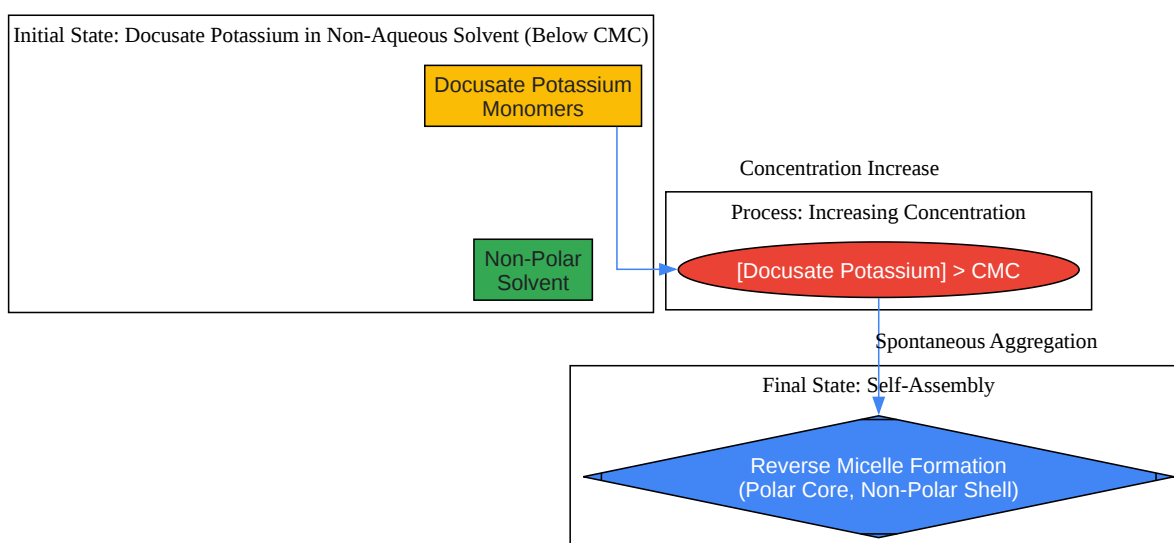 Initial State: Docusate Potassium in Non-Aqueous Solvent (Below CMC)
Docusate Potassium
Monomers
Non-Polar
Solvent
Concentration Increase
Process: Increasing Concentration
[Docusate Potassium] > CMC
Spontaneous Aggregation
Final State: Self-Assembly
Reverse Micelle Formation
(Polar Core, Non-Polar Shell)